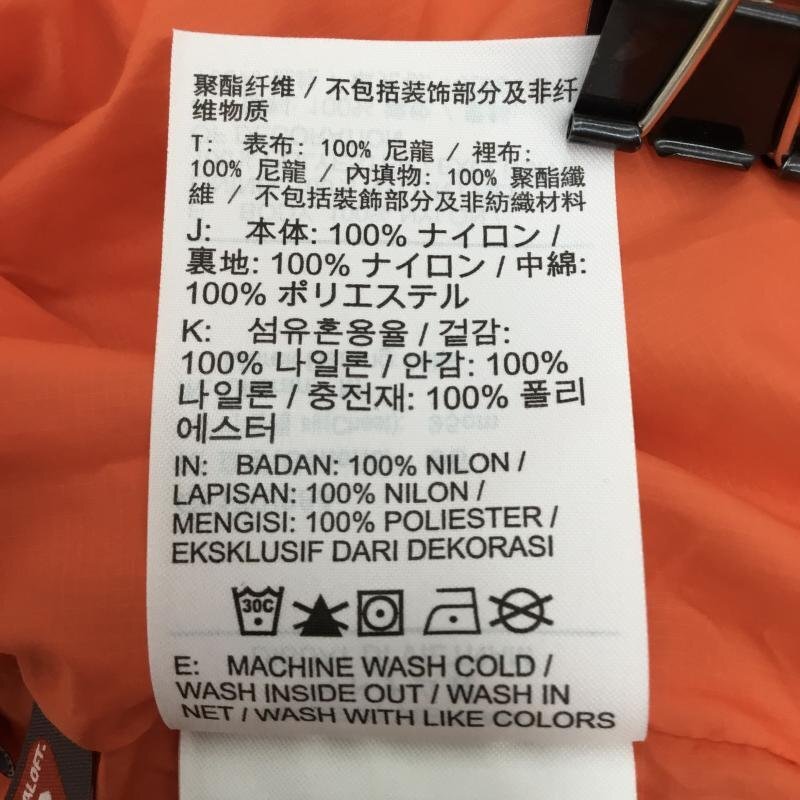 聚酯纤维 / 不包括装饰部分及非纤
维物质
T: 表布: 100% 尼龍 / 裡布:
100% 尼龍 / 內填物: 100% 聚酯纖
維 / 不包括裝飾部分及非紡織材料
J: 本体: 100% ナイロン /
裏地: 100% ナイロン / 中綿:
100% ポリエステル
K: 섬유혼용율 / 겉감:
100% 나일론 / 안감: 100%
나일론 / 충전재: 100% 폴리
에스터
IN: BADAN: 100% NILON /
LAPISAN: 100% NILON /
MENGISI: 100% POLIESTER /
EKSKLUSIF DARI DEKORASI
30C
E: MACHINE WASH COLD /
WASH INSIDE OUT / WASH IN
NET / WASH WITH LIKE COLORS
ALOFT.